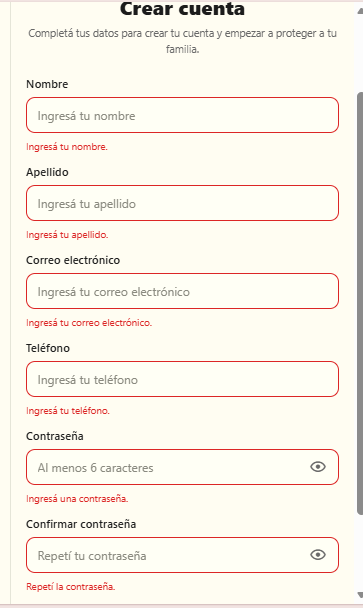 Crear cuenta
Completá tus datos para crear tu cuenta y empezar a proteger a tu
familia.
Nombre
Ingresá tu nombre
Ingresá tu nombre.
Apellido
Ingresá tu apellido
Ingresá tu apellido.
Correo electrónico
Ingresá tu correo electrónico
Ingresá tu correo electrónico.
Teléfono
Ingresá tu teléfono
Ingresá tu teléfono.
Contraseña
Al menos 6 caracteres
Ingresá una contraseña.
Confirmar contraseña
Repetí tu contraseña
Repetí la contraseña.